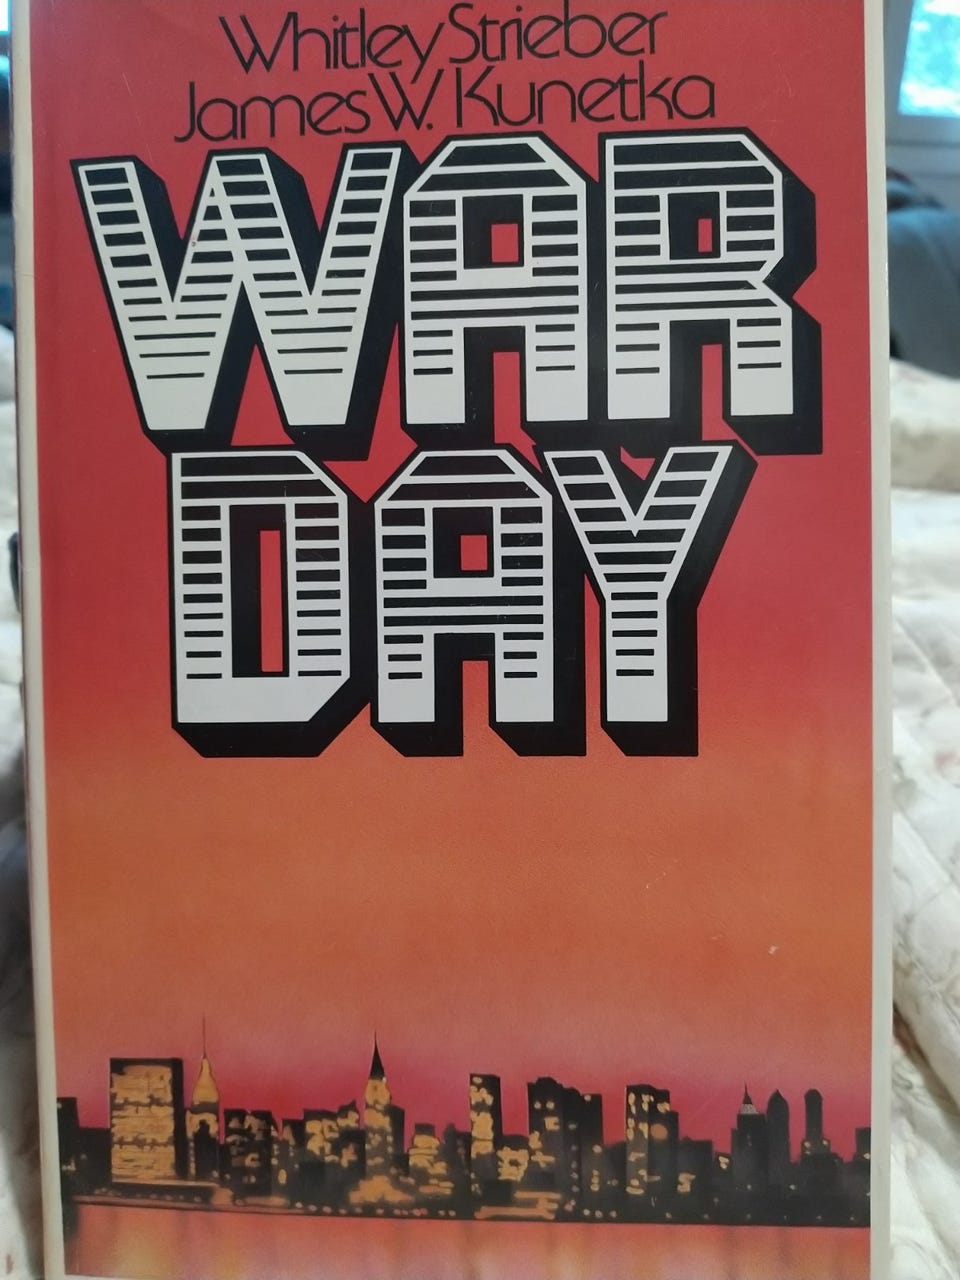 Whitley Strieber
James W. Kunetka
WAR
DAY